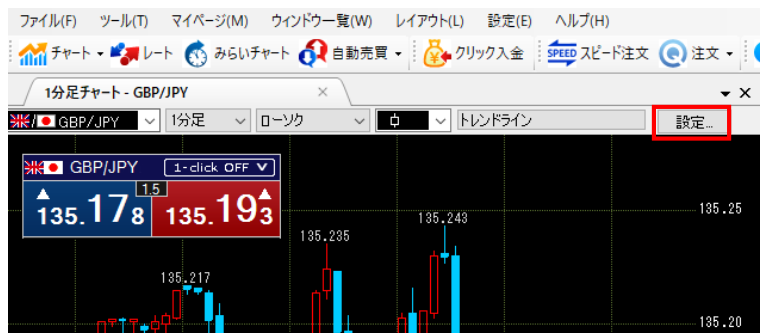 ファイル(F) ツール(T) マイページ(M) ウィンドウ一覧(W) レイアウト(L) 設定(E) ヘルプ(H)
チャート レート みらいチャート 自動売買 クリック入金 SPEED スピード注文 注文
1分足チャート - GBP/JPY ×
/ GBP/JPY 1分足 ローソク トレンドライン 設定...
GBP/JPY 1-click OFF
1.5
135.178 135.193
135.243
135.25
135.235
135.217
135.20